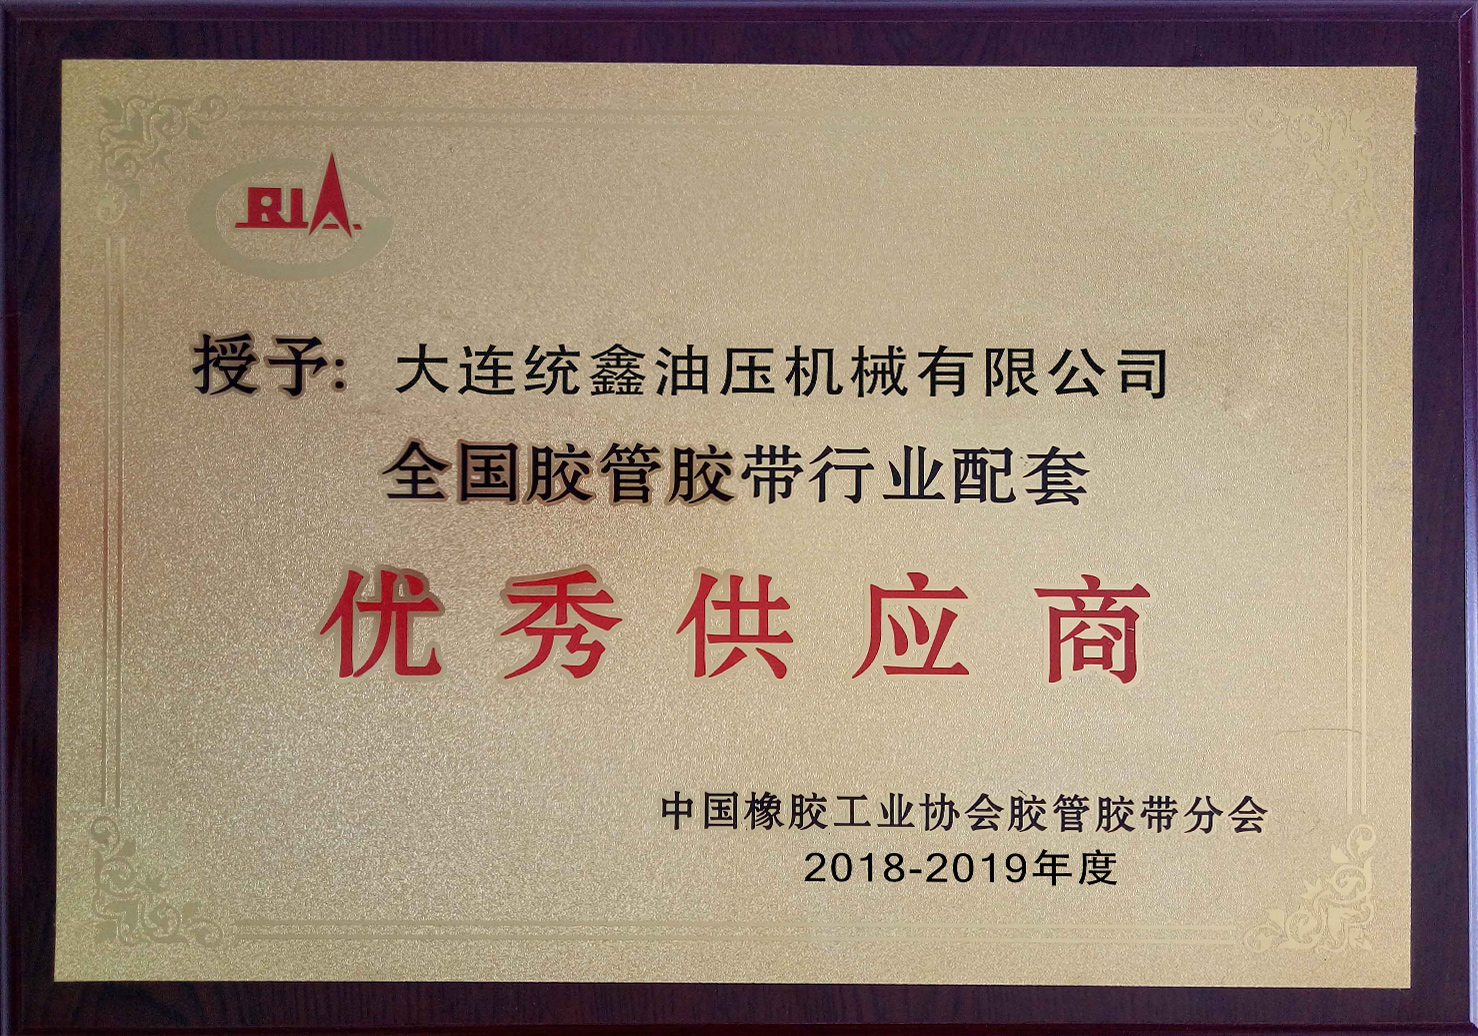 RIA
授予：大连统鑫油压机械有限公司
全国胶管胶带行业配套
优秀供应商
中国橡胶工业协会胶管胶带分会
2018-2019年度